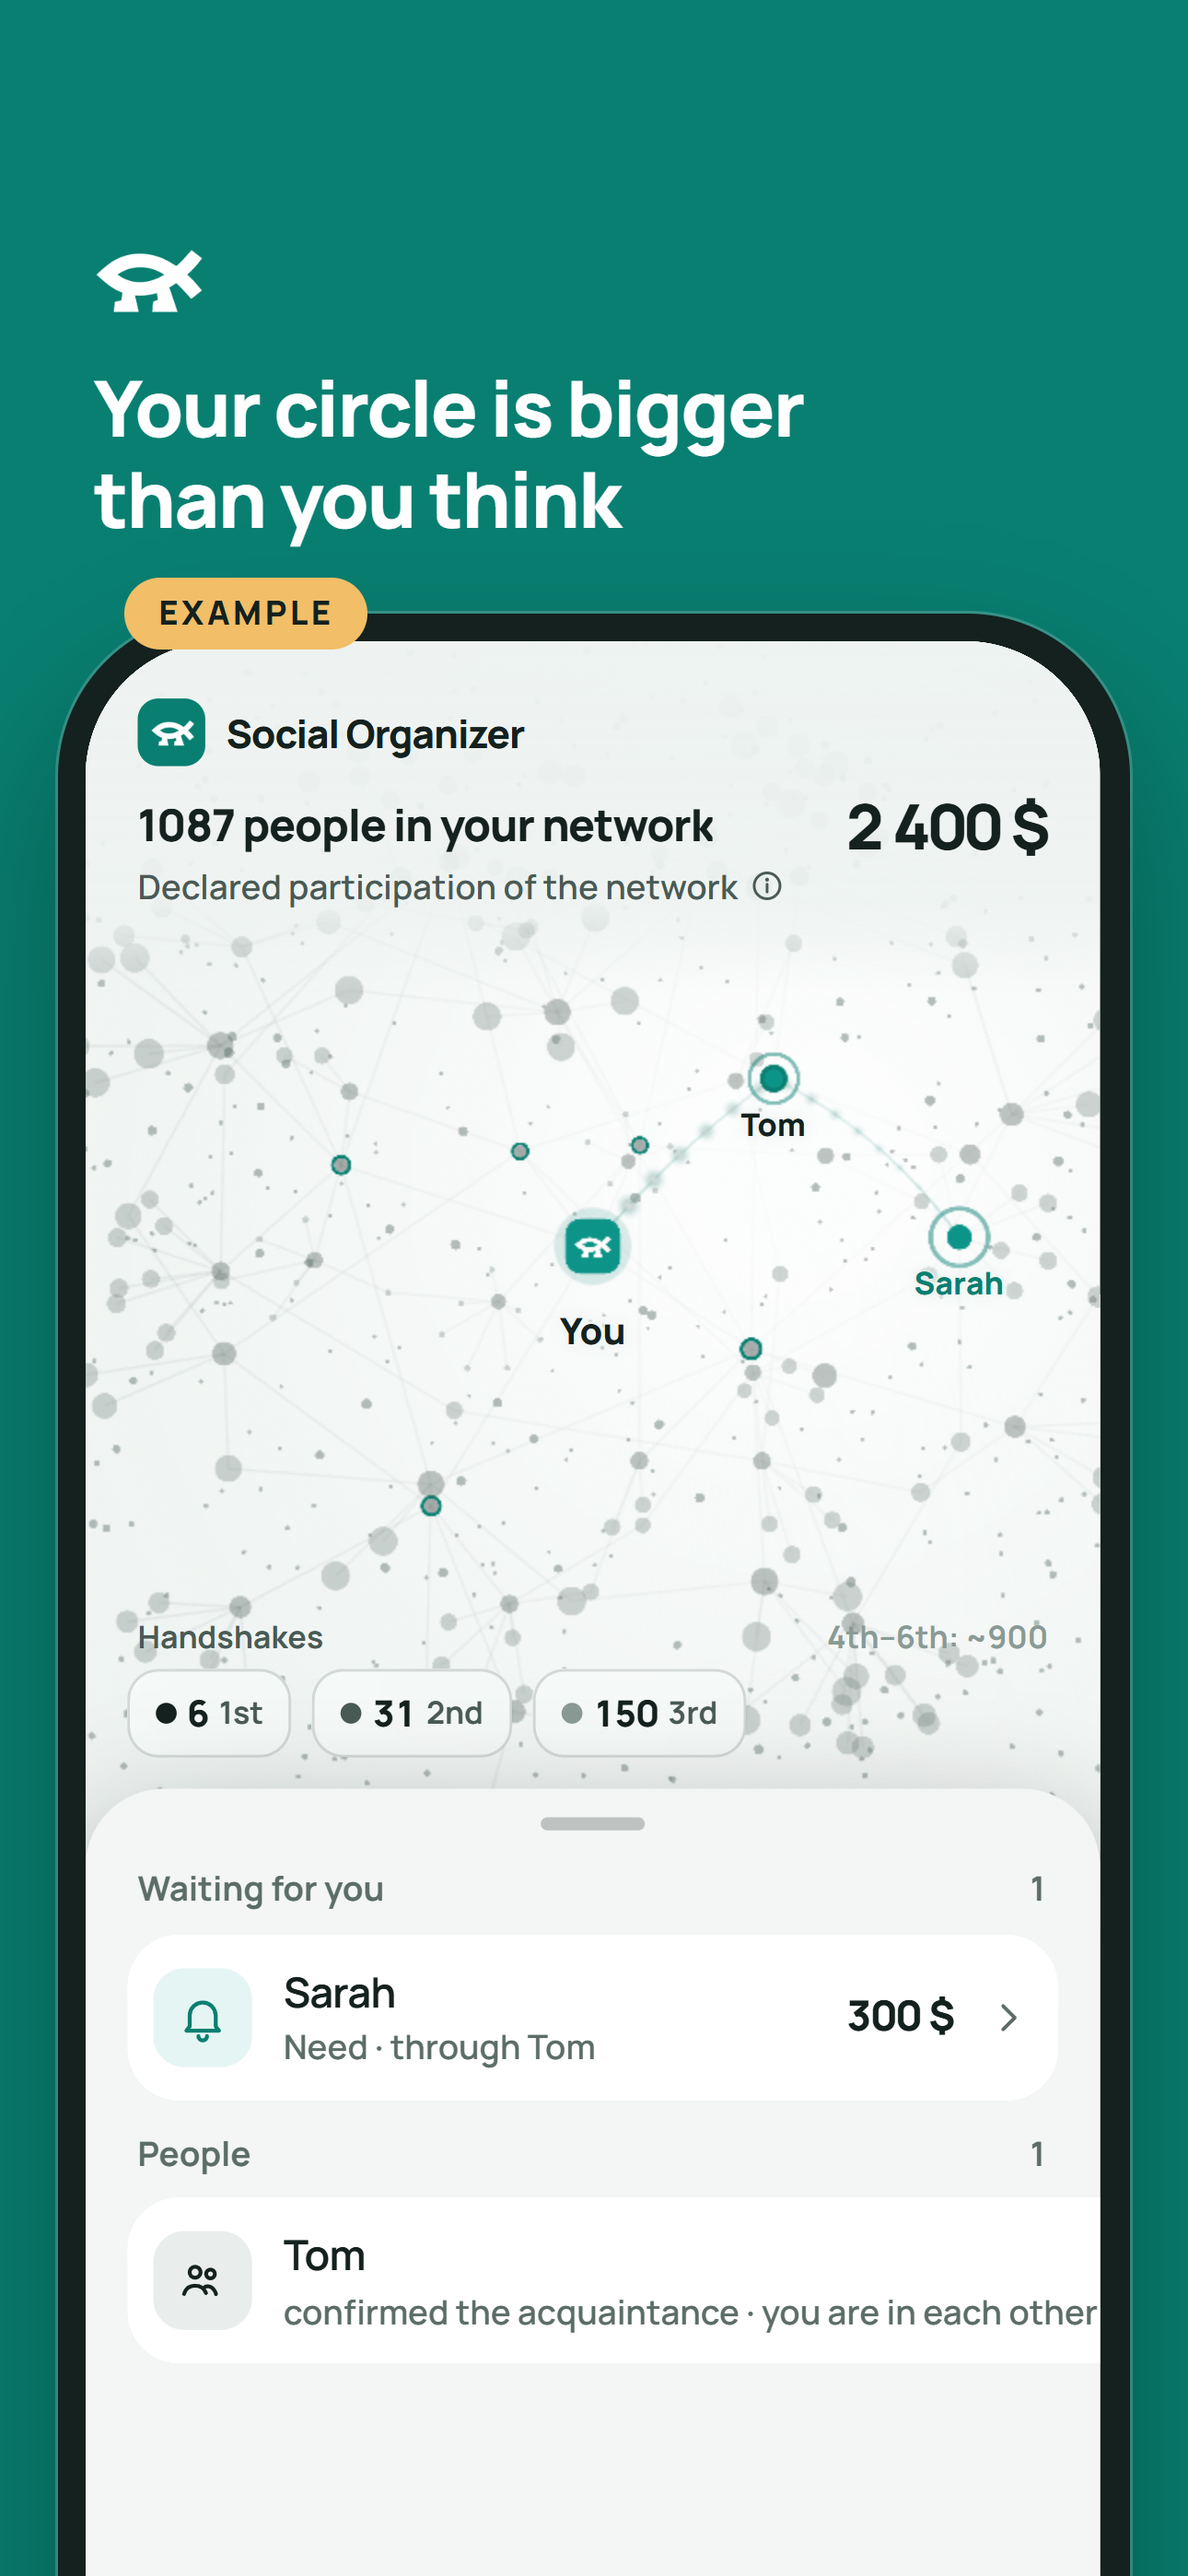 Your circle is bigger
than you think
EXAMPLE
Social Organizer
1087 people in your network
2 400 $
Declared participation of the network
Tom
Sarah
You
Handshakes
4th–6th: ~900
6 1st
31 2nd
150 3rd
Waiting for you
1
Sarah
300 $
Need · through Tom
People
1
Tom
confirmed the acquaintance · you are in each other